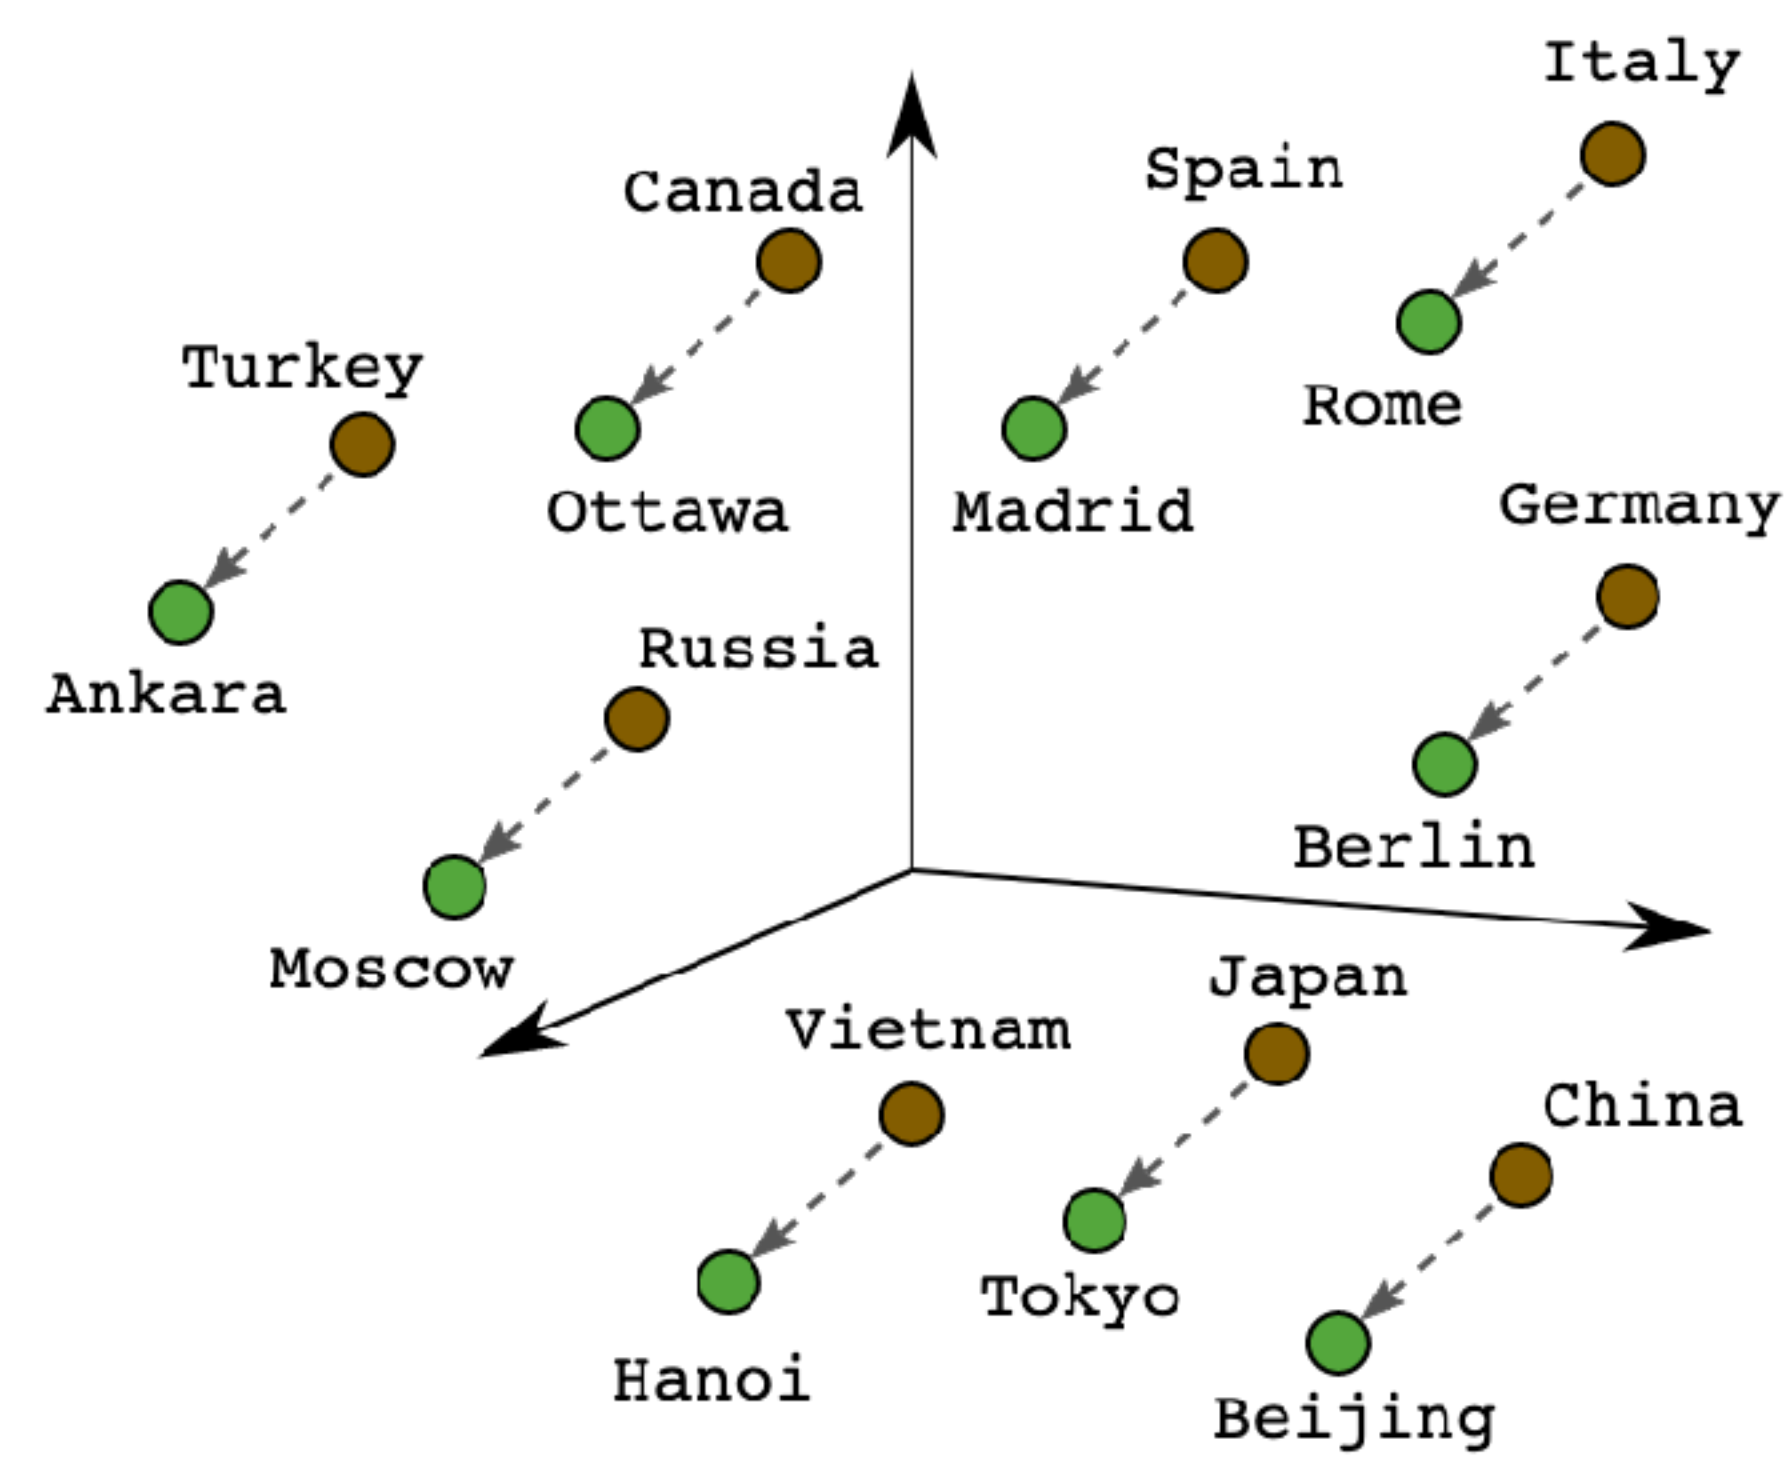 Italy
Spain
Canada
Turkey
Rome
Ottawa
Madrid
Germany
Russia
Ankara
Berlin
Moscow
Japan
Vietnam
China
Tokyo
Hanoi
Beijing